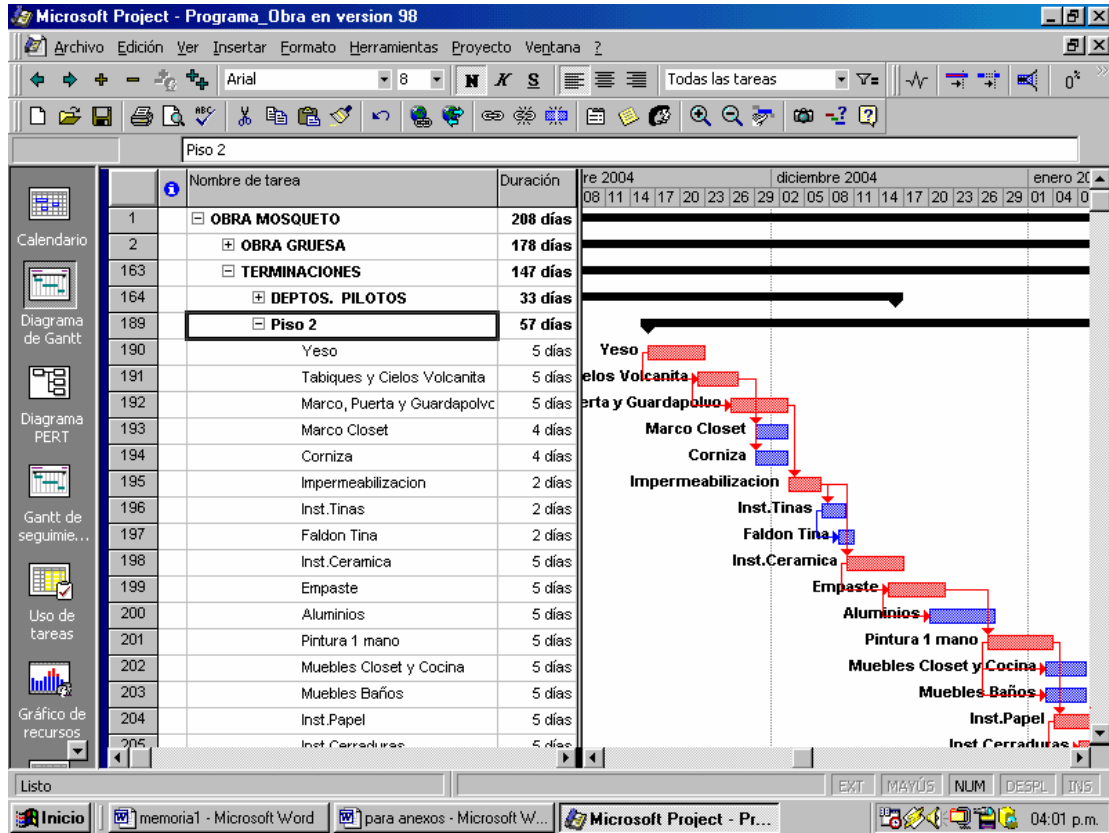 Microsoft Project - Programa_Obra en version 98
Archivo Edición Ver Insertar Formato Herramientas Proyecto Ventana ?
Arial 8 N K S Todas las tareas
Piso 2
Nombre de tarea Duración re 2004 diciembre 2004 enero 20
08 11 14 17 20 23 26 29 02 05 08 11 14 17 20 23 26 29 01 04 0
1 OBRA MOSQUETO 208 días
2 OBRA GRUESA 178 días
163 TERMINACIONES 147 días
164 DEPTOS. PILOTOS 33 días
189 Piso 2 57 días
190 Yeso 5 días Yeso
191 Tabiques y Cielos Volcanita 5 días elos Volcanita
192 Marco, Puerta y Guardapolvo 5 días erta y Guardapolvo
193 Marco Closet 4 días Marco Closet
194 Corniza 4 días Corniza
195 Impermeabilizacion 2 días Impermeabilizacion
196 Inst.Tinas 2 días Inst.Tinas
197 Faldon Tina 2 días Faldon Tina
198 Inst.Ceramica 5 días Inst.Ceramica
199 Empaste 5 días Empaste
200 Aluminios 5 días Aluminios
201 Pintura 1 mano 5 días Pintura 1 mano
202 Muebles Closet y Cocina 5 días Muebles Closet y Cocina
203 Muebles Baños 5 días Muebles Baños
204 Inst.Papel 5 días Inst.Papel
205 Inst.Cerraduras 5 días Inst.Cerraduras
Calendario
Diagrama
de Gantt
Diagrama
PERT
Gantt de
seguimie...
Uso de
tareas
Gráfico de
recursos
Listo EXT MAYÚS NUM DESPL INS
Inicio memoria1 - Microsoft Word para anexos - Microsoft W... Microsoft Project - Pr... 04:01 p.m.